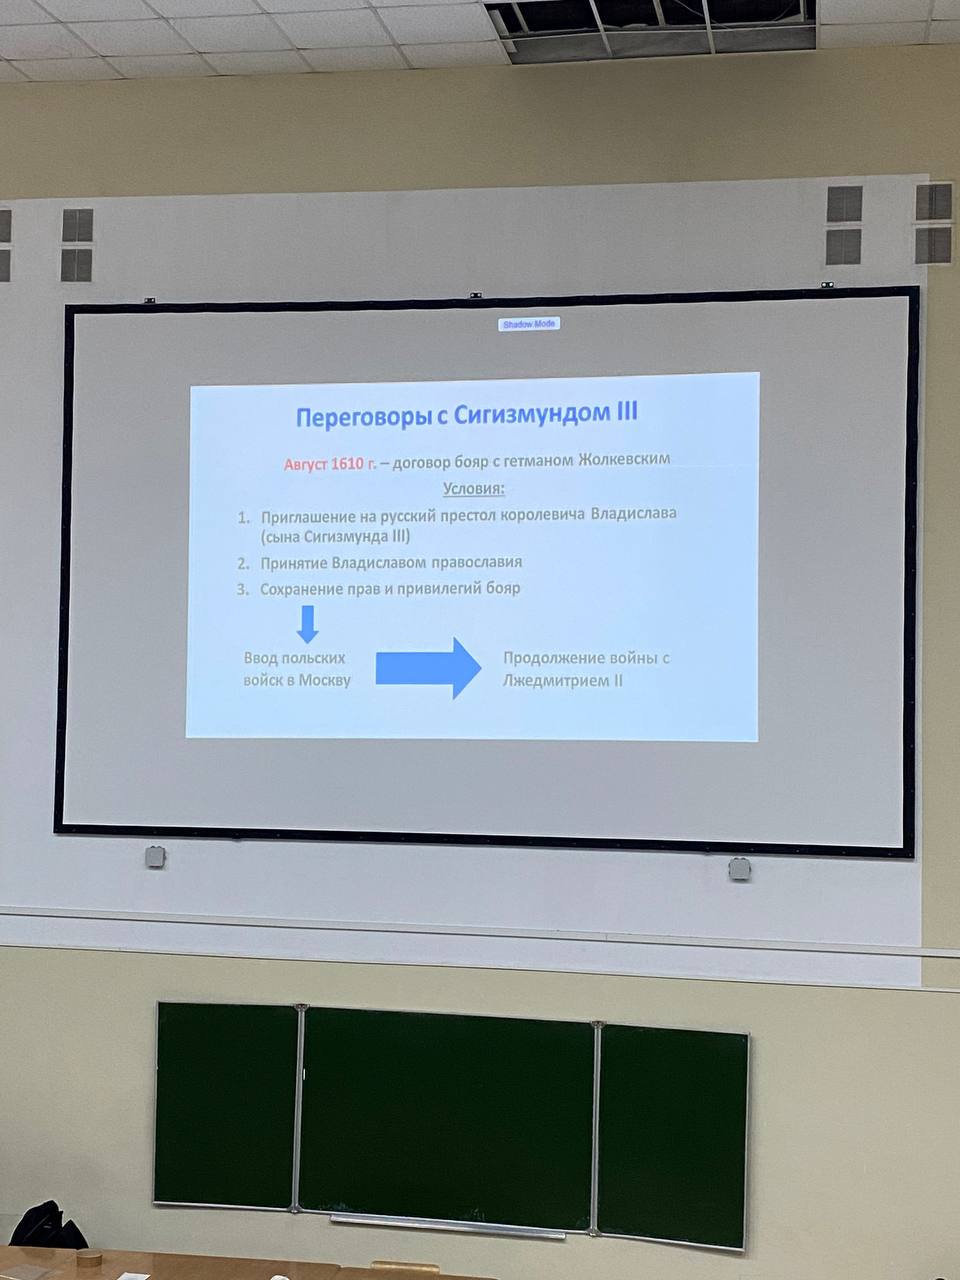 Shadow Mode
Переговоры с Сигизмундом III
Август 1610 г. – договор бояр с гетманом Жолкевским
Условия:
1. Приглашение на русский престол королевича Владислава
(сына Сигизмунда III)
2. Принятие Владиславом православия
3. Сохранение прав и привилегий бояр
Ввод польских
войск в Москву
Продолжение войны с
Лжедмитрием II